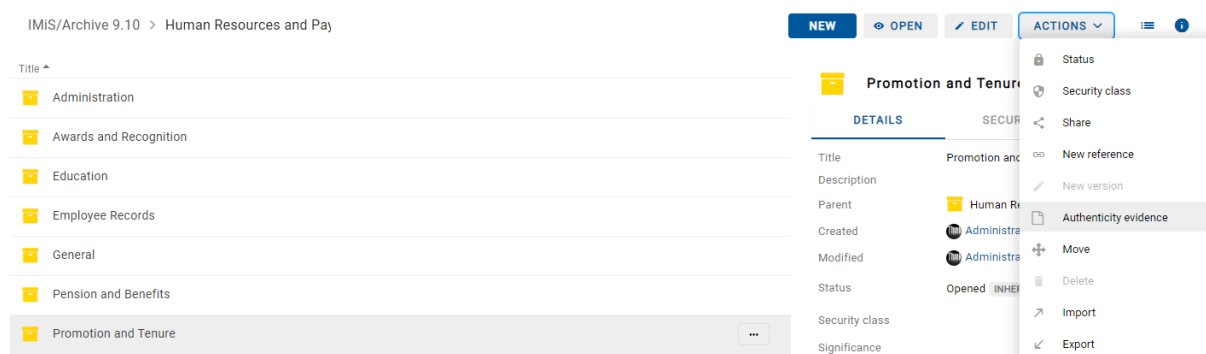 IMiS/Archive 9.10 > Human Resources and Pay
NEW OPEN EDIT ACTIONS
Title
Administration
Awards and Recognition
Education
Employee Records
General
Pension and Benefits
Promotion and Tenure
...
Promotion and Tenure
DETAILS SECUR
Title Promotion and
Description
Parent Human Re
Created Administra
Modified Administra
Status Opened INHER
Security class
Significance
Status
Security class
Share
New reference
New version
Authenticity evidence
Move
Delete
Import
Export